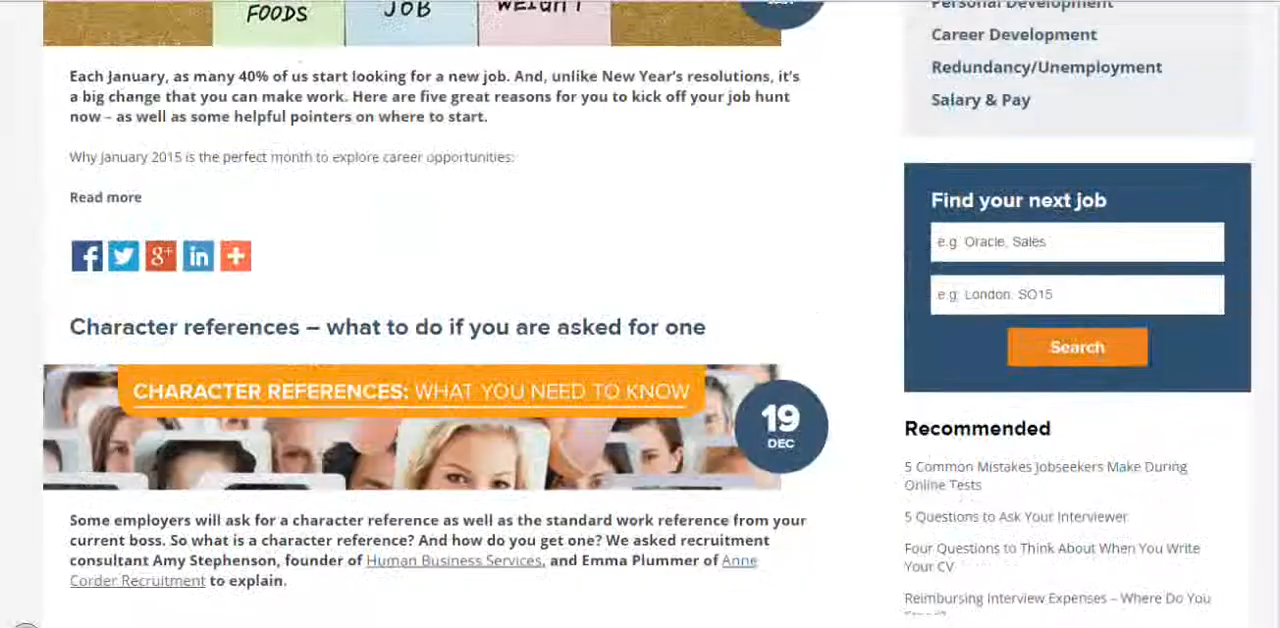 FOODS
JOB
WEIGHT
Each January, as many 40% of us start looking for a new job. And, unlike New Year's resolutions, it's
a big change that you can make work. Here are five great reasons for you to kick off your job hunt
now – as well as some helpful pointers on where to start.
Why January 2015 is the perfect month to explore career opportunities:
Read more
f
g+
in
+
Character references – what to do if you are asked for one
CHARACTER REFERENCES: WHAT YOU NEED TO KNOW
19
DEC
Some employers will ask for a character reference as well as the standard work reference from your
current boss. So what is a character reference? And how do you get one? We asked recruitment
consultant Amy Stephenson, founder of Human Business Services, and Emma Plummer of Anne
Corder Recruitment to explain.
Personal Development
Career Development
Redundancy/Unemployment
Salary & Pay
Find your next job
e.g. Oracle, Sales
e.g. London, SO15
Search
Recommended
5 Common Mistakes Jobseekers Make During
Online Tests
5 Questions to Ask Your Interviewer
Four Questions to Think About When You Write
Your CV
Reimbursing Interview Expenses – Where Do You